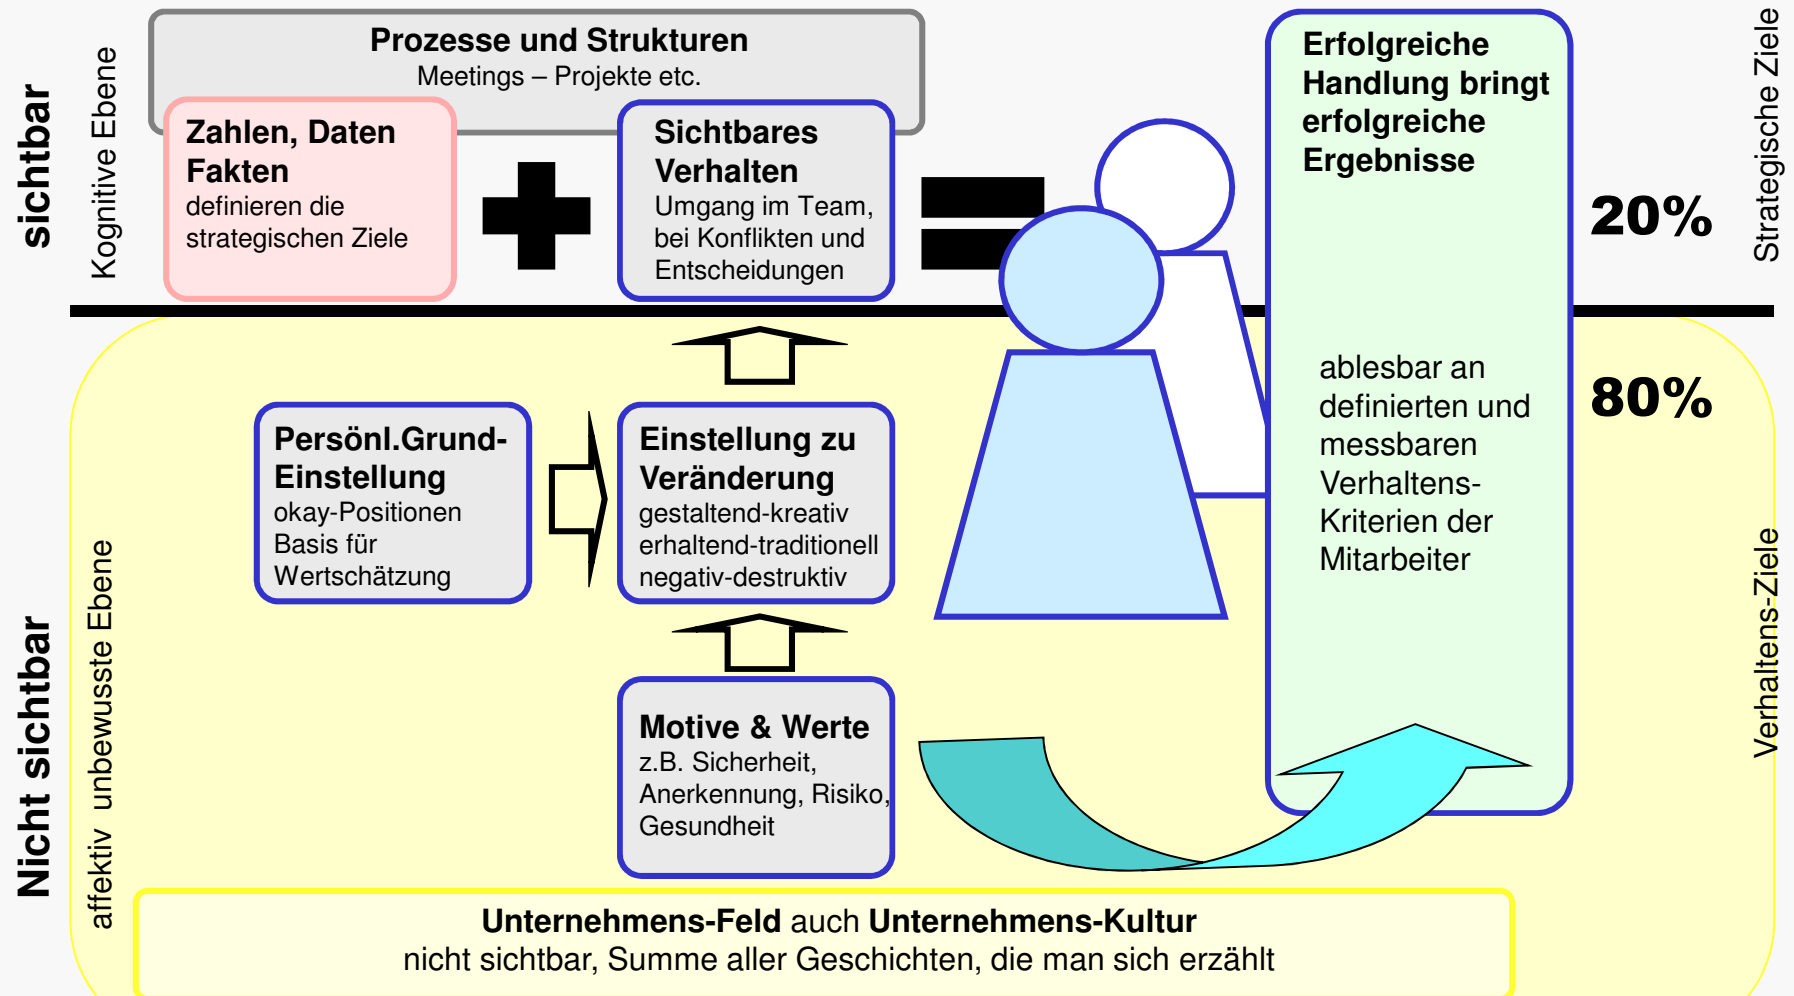 Prozesse und Strukturen
Meetings – Projekte etc.
sichtbar
Kognitive Ebene
Zahlen, Daten
Fakten
definieren die
strategischen Ziele
Sichtbares
Verhalten
Umgang im Team,
bei Konflikten und
Entscheidungen
Erfolgreiche
Handlung bringt
erfolgreiche
Ergebnisse
20%
Strategische Ziele
Nicht sichtbar
affektiv unbewusste Ebene
Persönl.Grund-
Einstellung
okay-Positionen
Basis für
Wertschätzung
Einstellung zu
Veränderung
gestaltend-kreativ
erhaltend-traditionell
negativ-destruktiv
ablesbar an
definierten und
messbaren
Verhaltens-
Kriterien der
Mitarbeiter
80%
Verhaltens-Ziele
Motive & Werte
z.B. Sicherheit,
Anerkennung, Risiko,
Gesundheit
Unternehmens-Feld auch Unternehmens-Kultur
nicht sichtbar, Summe aller Geschichten, die man sich erzählt